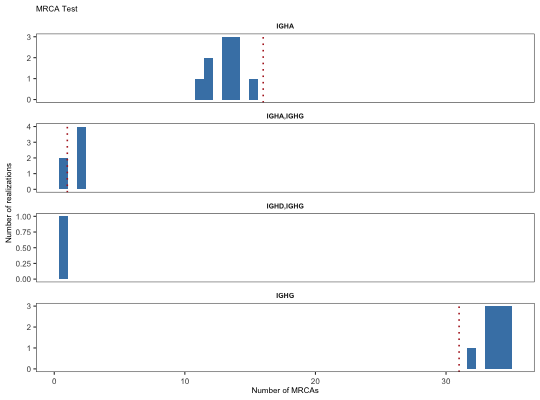 MRCA Test
IGHA
3
2
1
0
IGHA,IGHG
4
3
2
1
0
IGHD,IGHG
1.00
0.75
0.50
0.25
0.00
IGHG
3
2
1
0
0 10 20 30
Number of MRCAs
Number of realizations